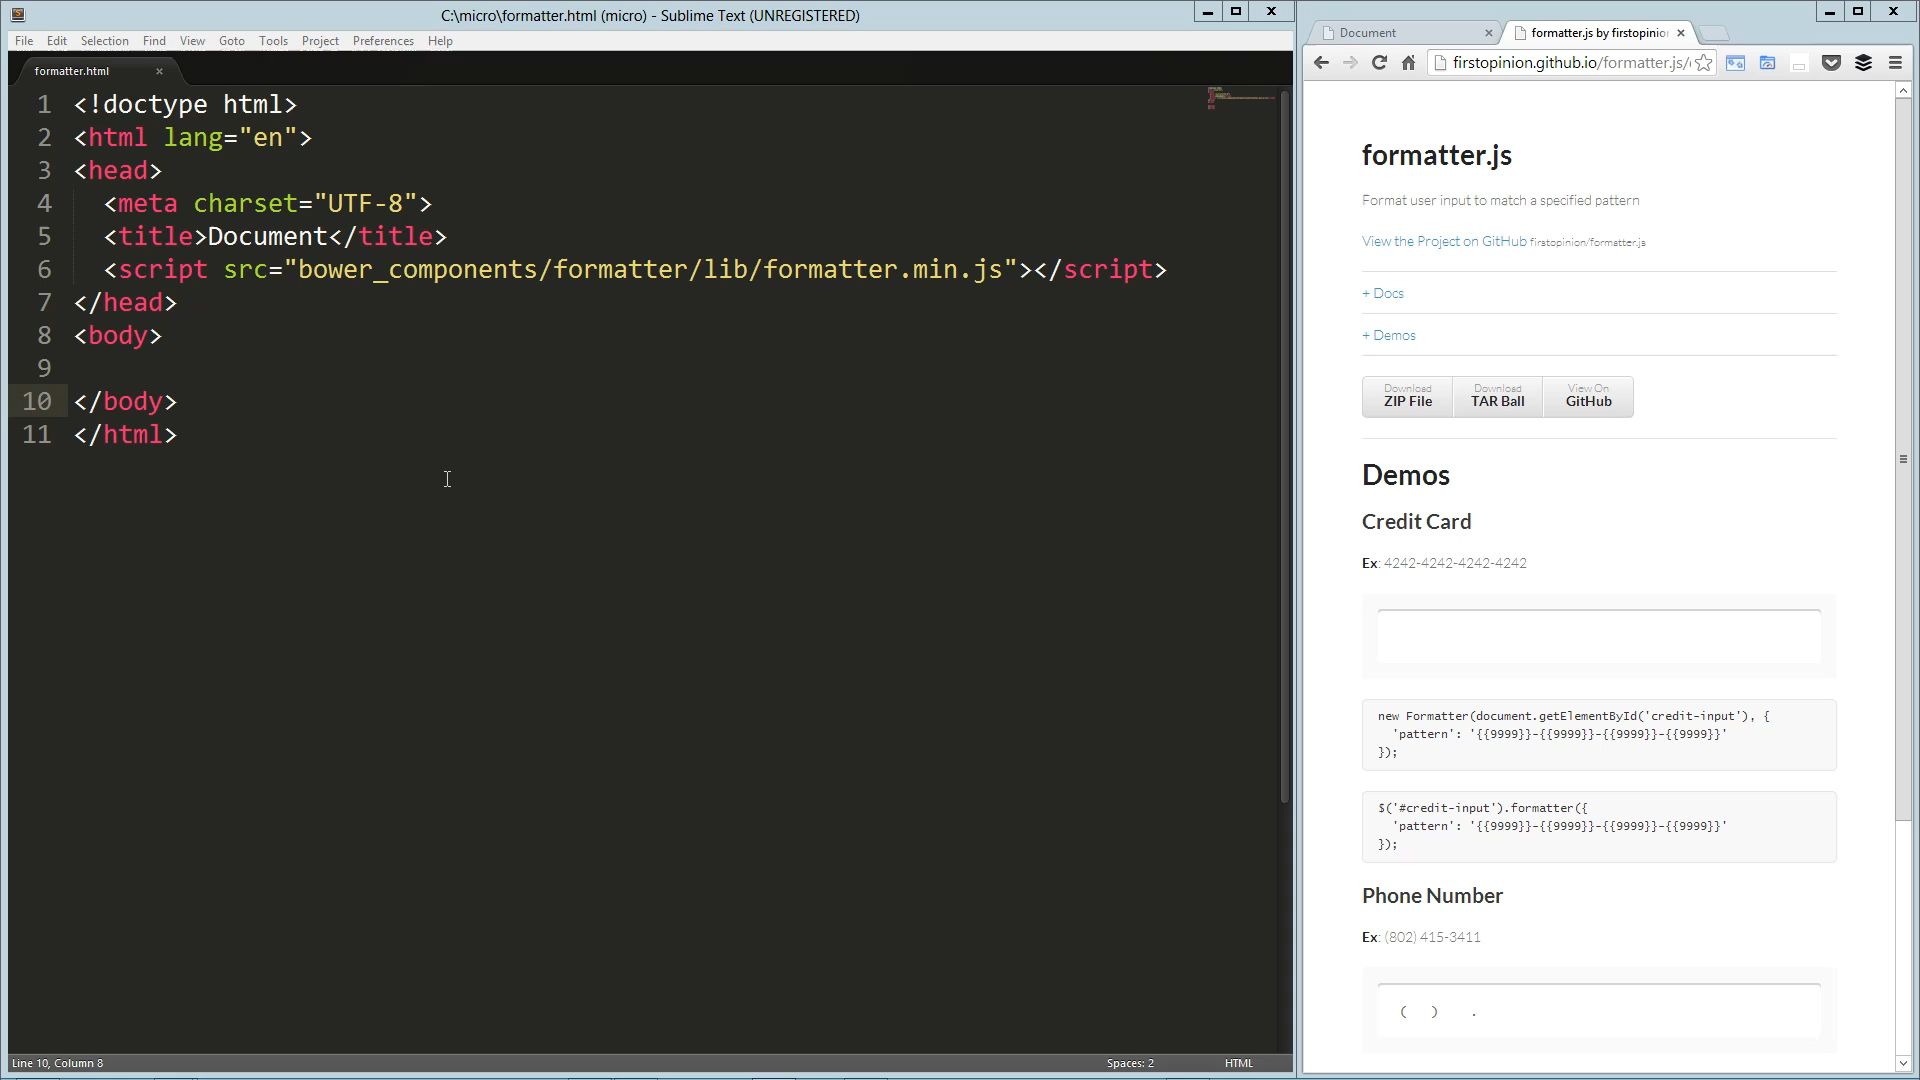 C:\micro\formatter.html (micro) - Sublime Text (UNREGISTERED)
File Edit Selection Find View Goto Tools Project Preferences Help
formatter.html
1 <!doctype html>
2 <html lang="en">
3 <head>
4 <meta charset="UTF-8">
5 <title>Document</title>
6 <script src="bower_components/formatter/lib/formatter.min.js"></script>
7 </head>
8 <body>
9
10 </body>
11 </html>
Line 10, Column 8
Spaces: 2
HTML
Document
formatter.js by firstopinion
firstopinion.github.io/formatter.js/
formatter.js
Format user input to match a specified pattern
View the Project on GitHub firstopinion/formatter.js
+ Docs
+ Demos
Download
ZIP File
Download
TAR Ball
View On
GitHub
Demos
Credit Card
Ex: 4242-4242-4242-4242
new Formatter(document.getElementById('credit-input'), {
'pattern': '{{9999}}-{{9999}}-{{9999}}-{{9999}}'
});
$('#credit-input').formatter({
'pattern': '{{9999}}-{{9999}}-{{9999}}-{{9999}}'
});
Phone Number
Ex: (802) 415-3411
( ) .